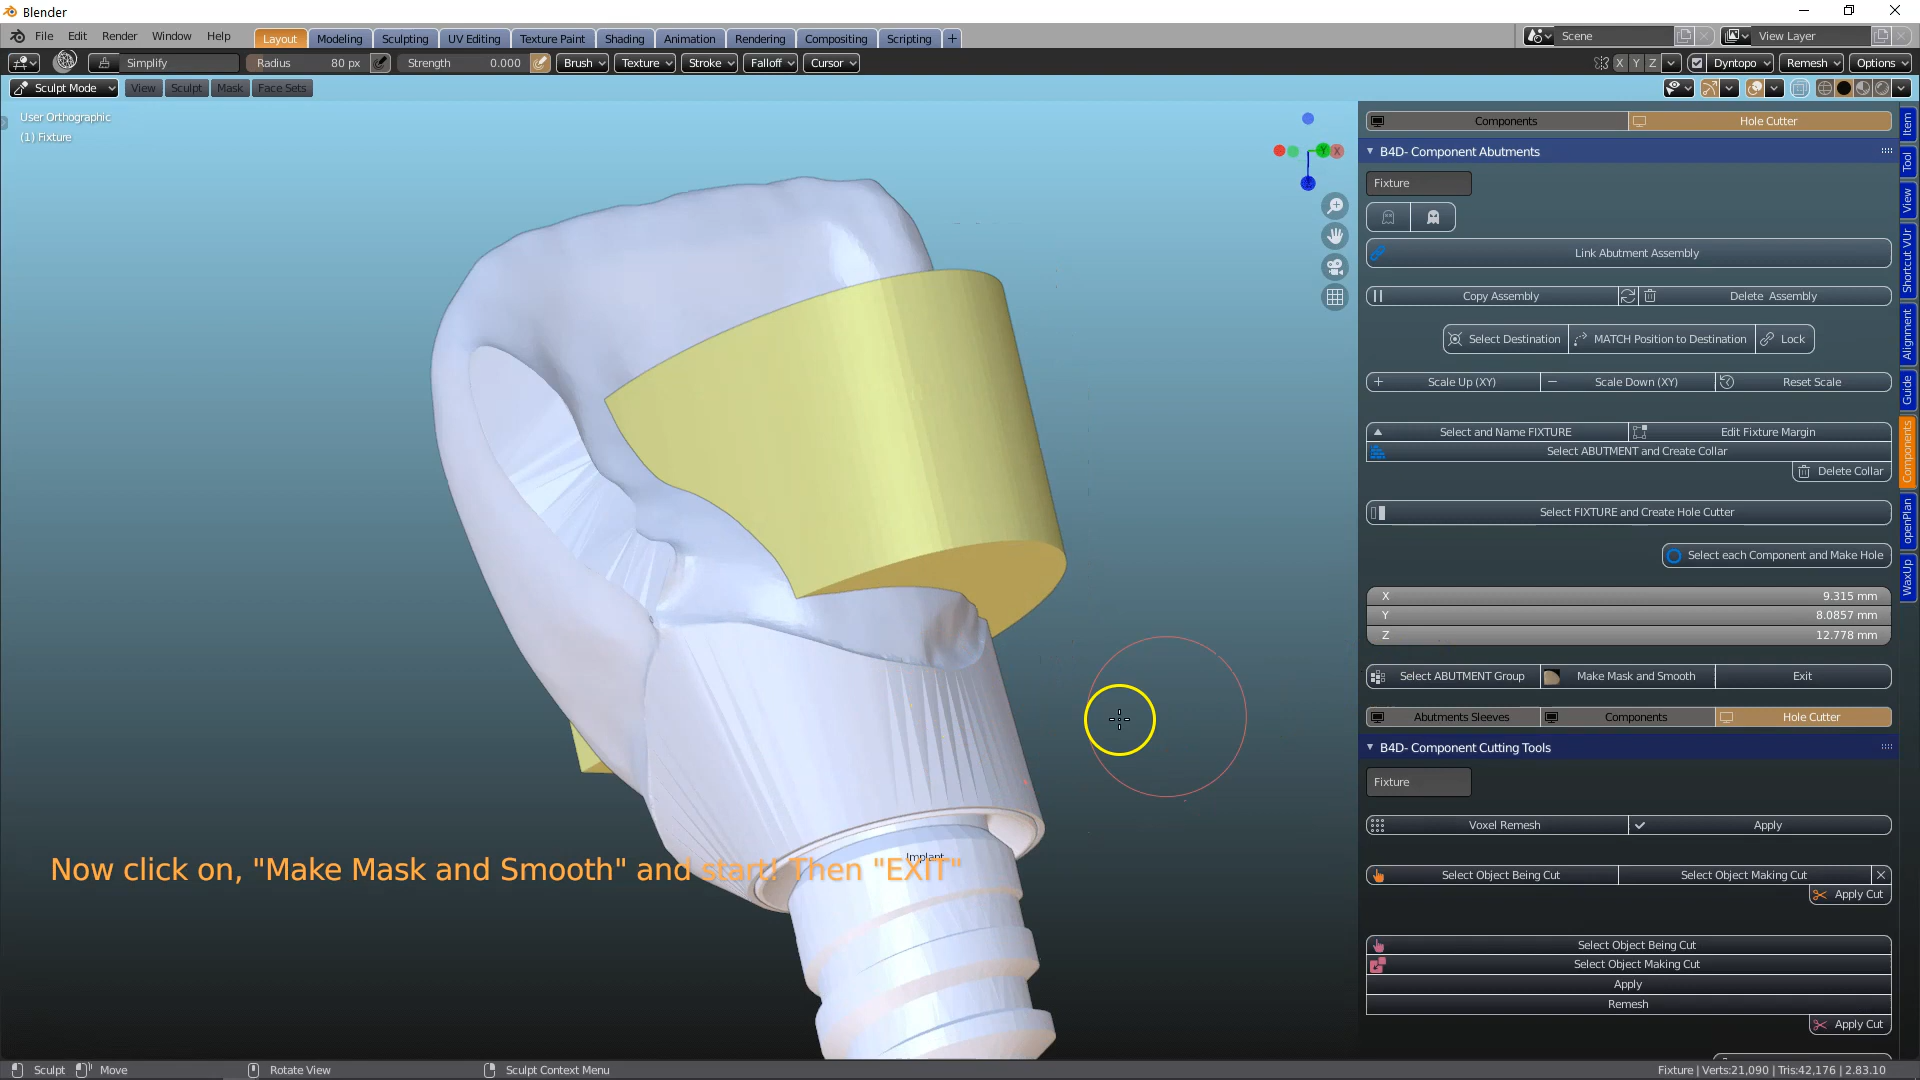 Blender
File Edit Render Window Help Layout Modeling Sculpting UV Editing Texture Paint Shading Animation Rendering Compositing Scripting + Scene View Layer
Simplify Radius 80 px Strength 0.000 Brush Texture Stroke Falloff Cursor X Y Z Dyntopo Remesh Options
Sculpt Mode View Sculpt Mask Face Sets
User Orthographic
(1) Fixture
Y X
Components Hole Cutter
B4D- Component Abutments
Fixture
Link Abutment Assembly
Copy Assembly Delete Assembly
Select Destination MATCH Position to Destination Lock
Scale Up (XY) Scale Down (XY) Reset Scale
Select and Name FIXTURE Edit Fixture Margin
Select ABUTMENT and Create Collar
Delete Collar
Select FIXTURE and Create Hole Cutter
Select each Component and Make Hole
X 9.315 mm
Y 8.0857 mm
Z 12.778 mm
Select ABUTMENT Group Make Mask and Smooth Exit
Abutments Sleeves Components Hole Cutter
B4D- Component Cutting Tools
Fixture
Voxel Remesh Apply
Select Object Being Cut Select Object Making Cut
Apply Cut
Select Object Being Cut
Select Object Making Cut
Apply
Remesh
Apply Cut
Item
Tool
View
Shortcut VUr
Alignment
Guide
Components
openPlan
WaxUp
Implant
Now click on, "Make Mask and Smooth" and start! Then "EXIT"
Sculpt Move Rotate View Sculpt Context Menu Fixture | Verts:21,090 | Tris:42,176 | 2.83.10